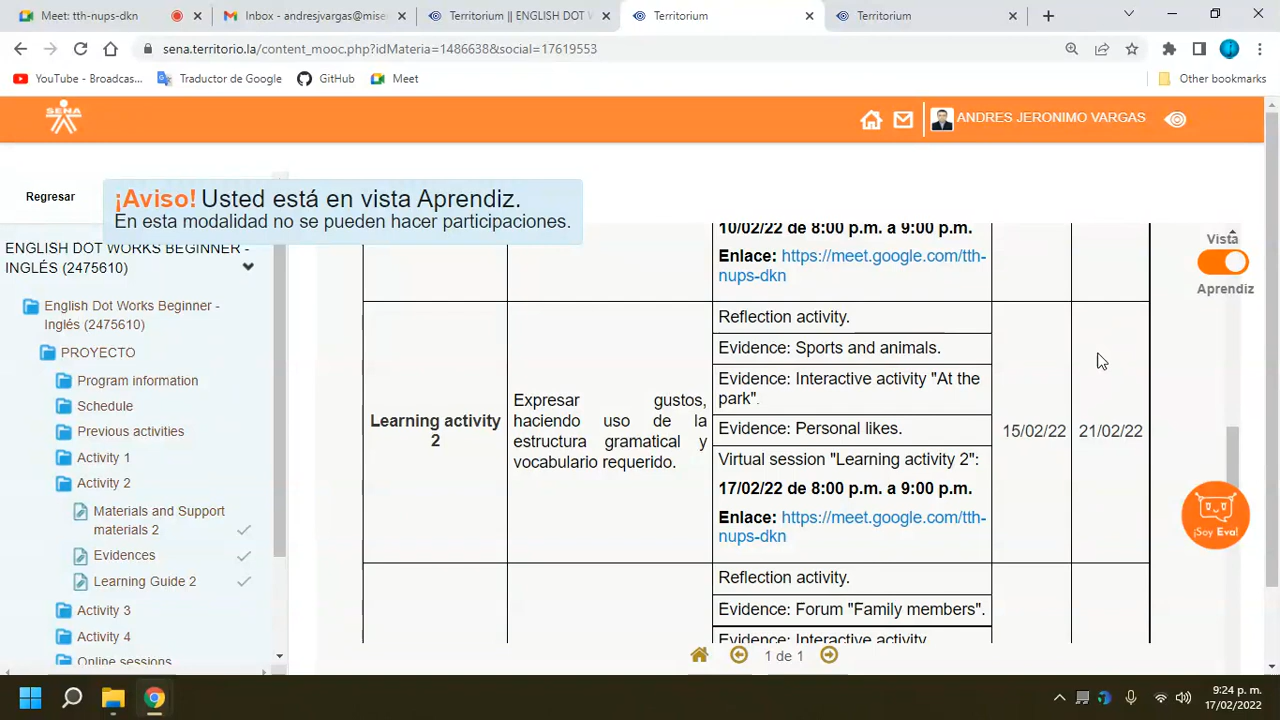 Meet: tth-nups-dkn
Inbox - andresjvargas@mise
Territorium || ENGLISH DOT W
Territorium
Territorium
sena.territorio.la/content_mooc.php?idMateria=1486638&social=17619553
YouTube - Broadcas...
Traductor de Google
GitHub
Meet
Other bookmarks
SENA
ANDRES JERONIMO VARGAS
Regresar
¡Aviso! Usted está en vista Aprendiz.
En esta modalidad no se pueden hacer participaciones.
ENGLISH DOT WORKS BEGINNER -
INGLÉS (2475610)
English Dot Works Beginner -
Inglés (2475610)
PROYECTO
Program information
Schedule
Previous activities
Activity 1
Activity 2
Materials and Support
materials 2
Evidences
Learning Guide 2
Activity 3
Activity 4
Online sessions
10/02/22 de 8:00 p.m. a 9:00 p.m.
Enlace: https://meet.google.com/tth-
nups-dkn
Learning activity
2
Expresar gustos,
haciendo uso de la
estructura gramatical y
vocabulario requerido.
Reflection activity.
Evidence: Sports and animals.
Evidence: Interactive activity "At the
park".
Evidence: Personal likes.
Virtual session "Learning activity 2":
17/02/22 de 8:00 p.m. a 9:00 p.m.
Enlace: https://meet.google.com/tth-
nups-dkn
15/02/22
21/02/22
Reflection activity.
Evidence: Forum "Family members".
Evidence: Interactive activity
Vista
Aprendiz
¡Soy Eva!
1 de 1
9:24 p. m.
17/02/2022